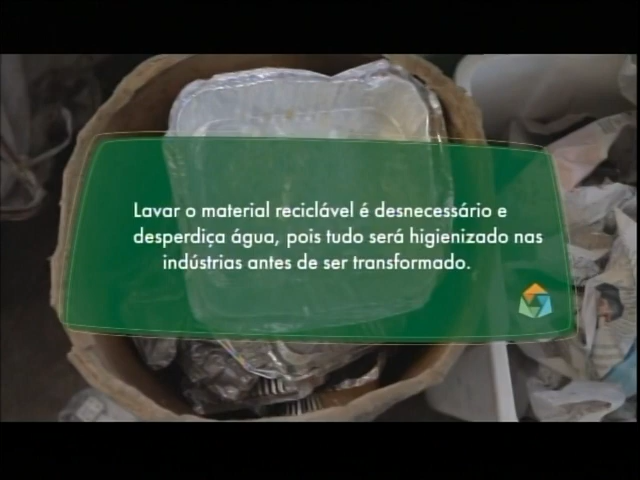 Lavar o material reciclável é desnecessário e
desperdiça água, pois tudo será higienizado nas
indústrias antes de ser transformado.